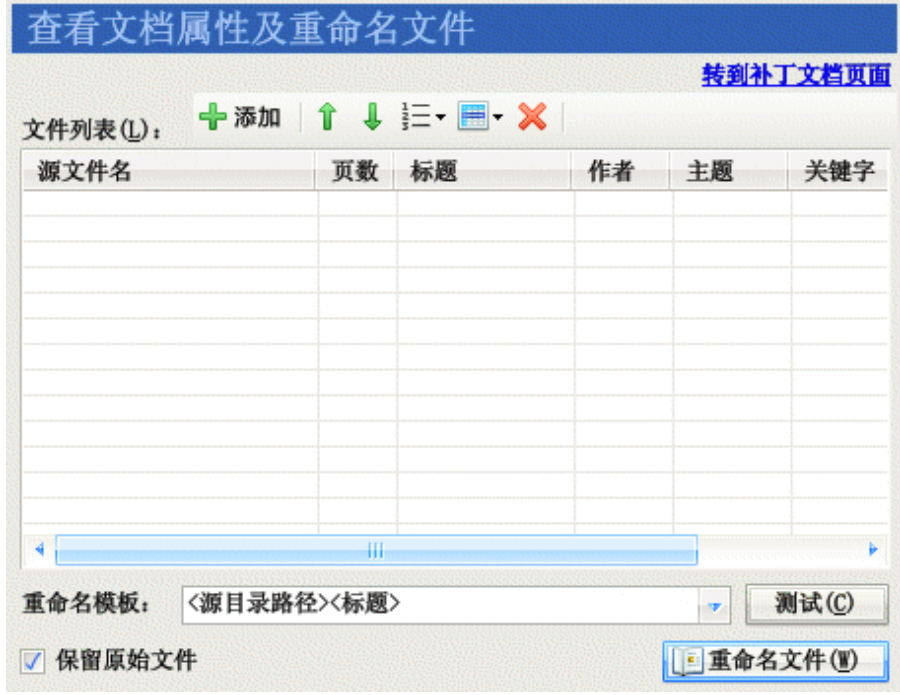 查看文档属性及重命名文件
转到补丁文档页面
文件列表(L)： 添加
源文件名 页数 标题 作者 主题 关键字
重命名模板： <源目录路径><标题> 测试(C)
保留原始文件 重命名文件(W)